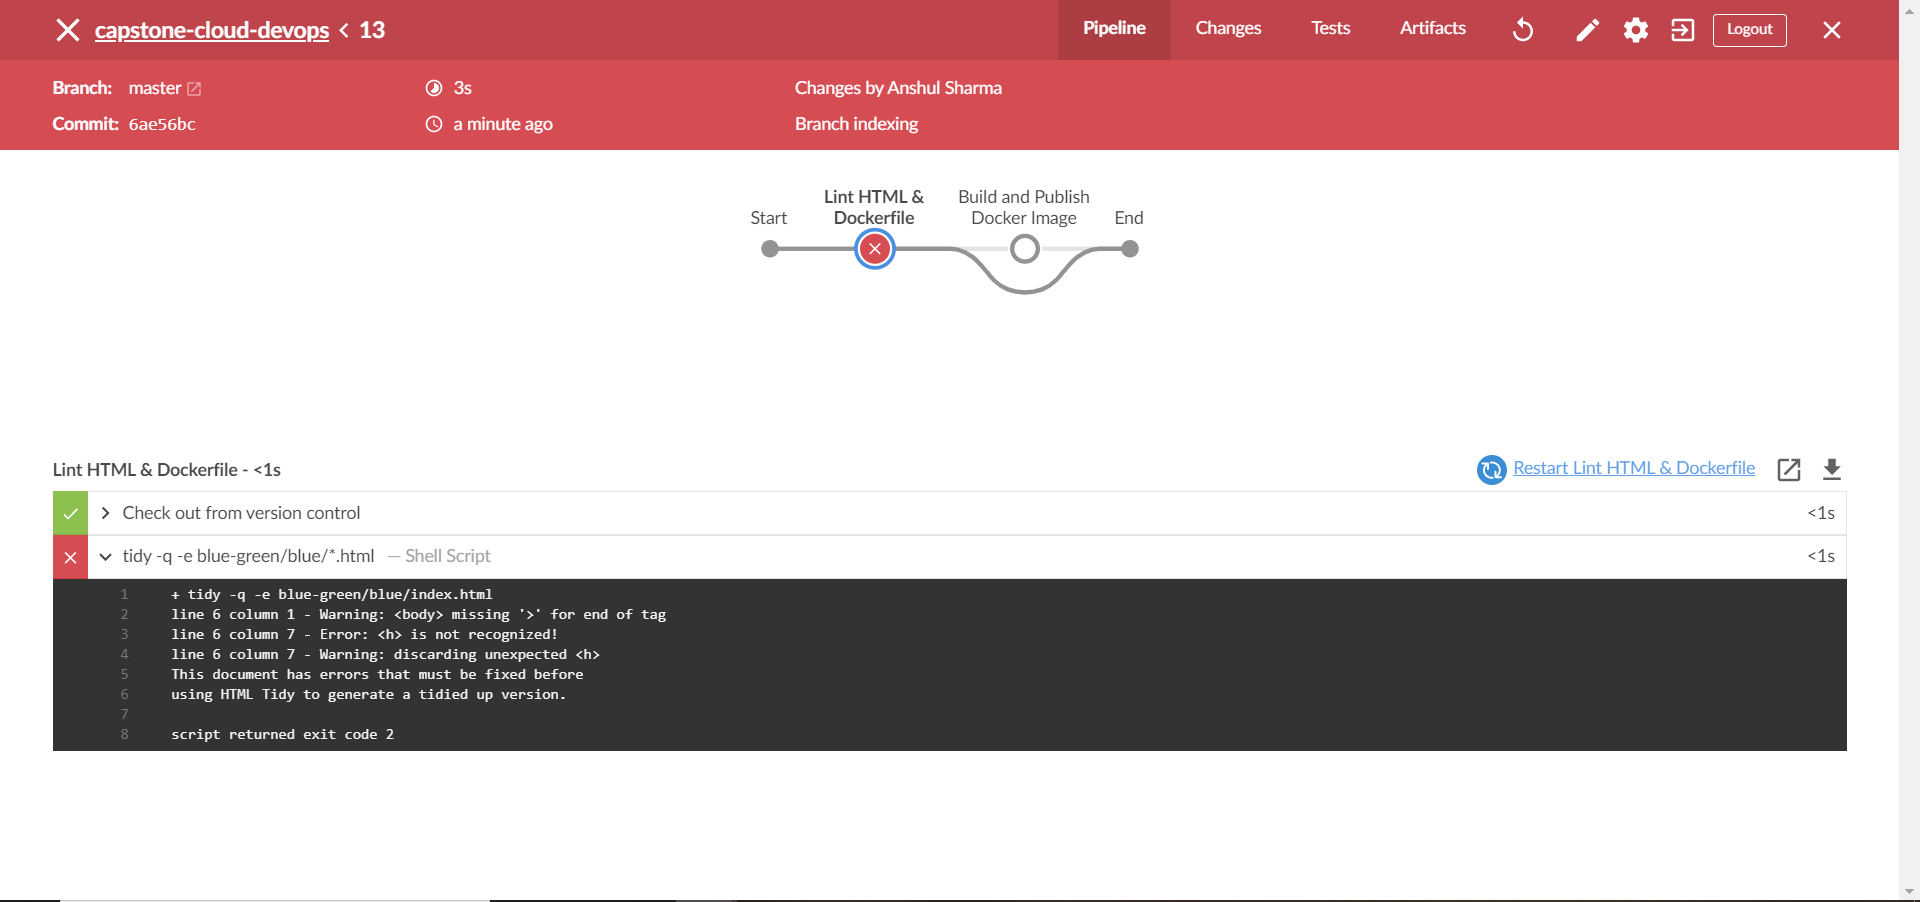 capstone-cloud-devops < 13
Pipeline Changes Tests Artifacts Logout
Branch: master 3s Changes by Anshul Sharma
Commit: 6ae56bc a minute ago Branch indexing
Start
Lint HTML &
Dockerfile
Build and Publish
Docker Image
End
Lint HTML & Dockerfile - <1s
Restart Lint HTML & Dockerfile
Check out from version control <1s
tidy -q -e blue-green/blue/*.html — Shell Script <1s
1 + tidy -q -e blue-green/blue/index.html
2 line 6 column 1 - Warning: <body> missing '>' for end of tag
3 line 6 column 7 - Error: <h> is not recognized!
4 line 6 column 7 - Warning: discarding unexpected <h>
5 This document has errors that must be fixed before
6 using HTML Tidy to generate a tidied up version.
7
8 script returned exit code 2